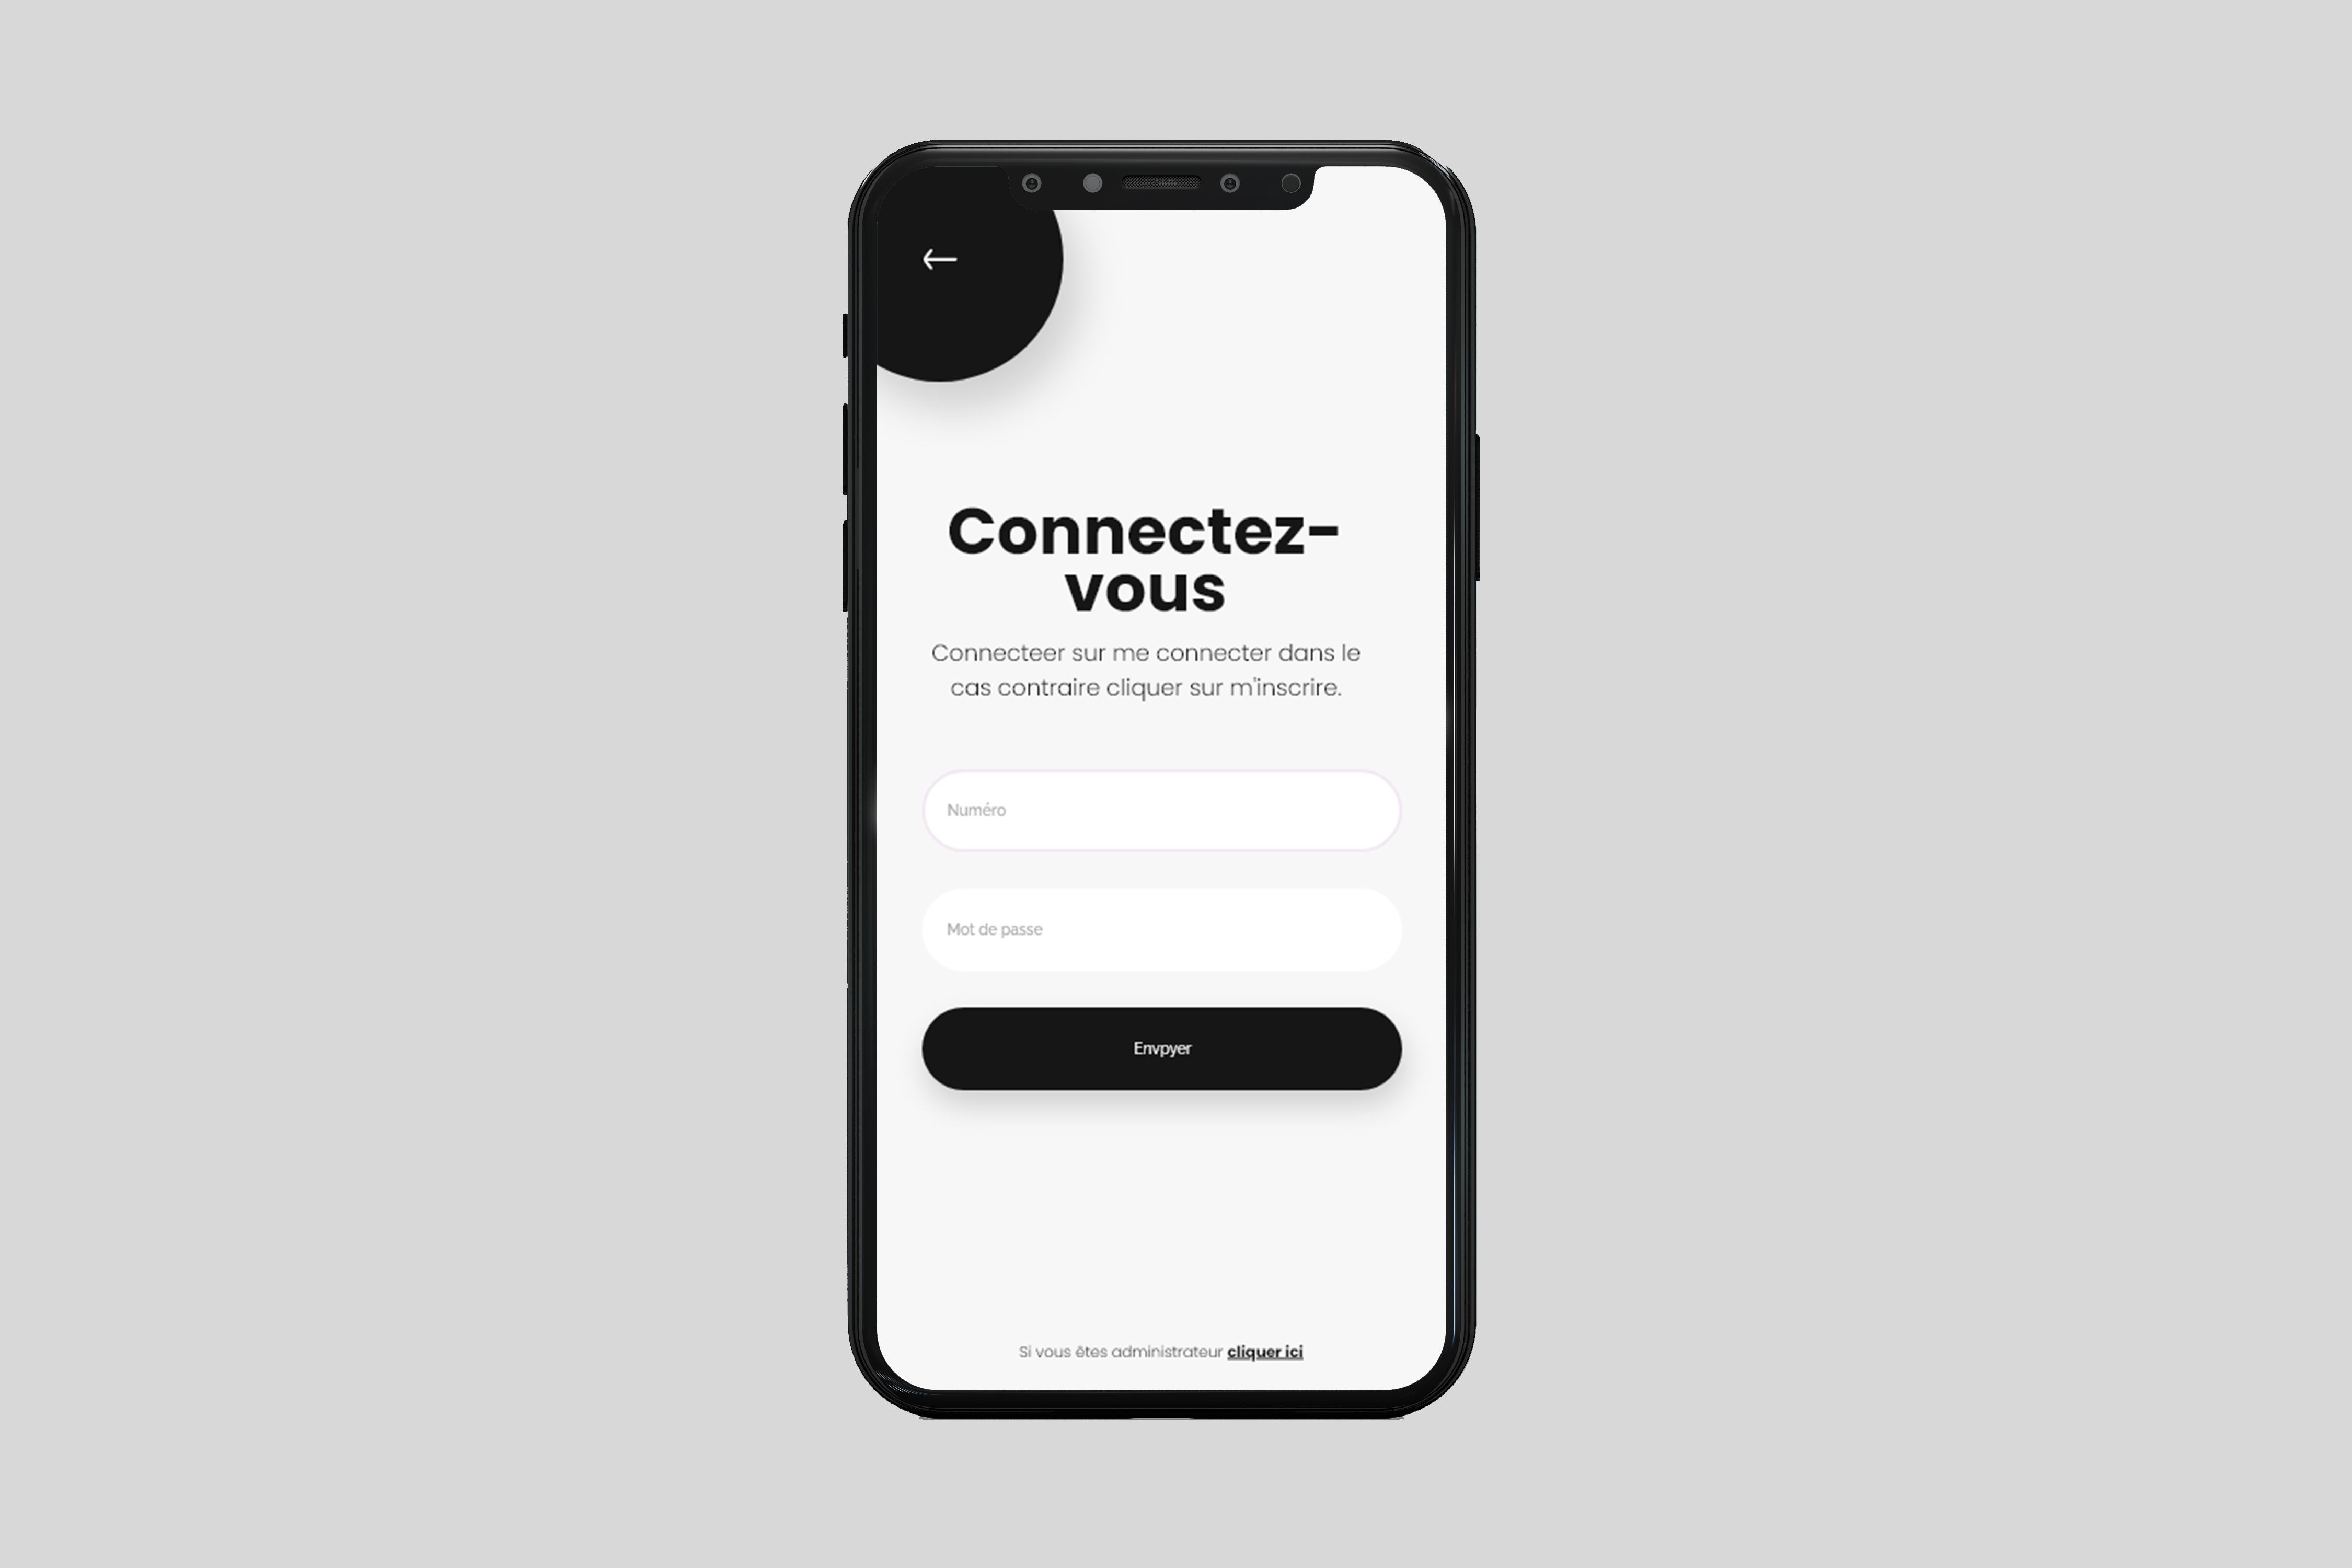 Connectez-
vous
Connecteer sur me connecter dans le
cas contraire cliquer sur m'inscrire.
Numéro
Mot de passe
Envpyer
Si vous êtes administrateur cliquer ici